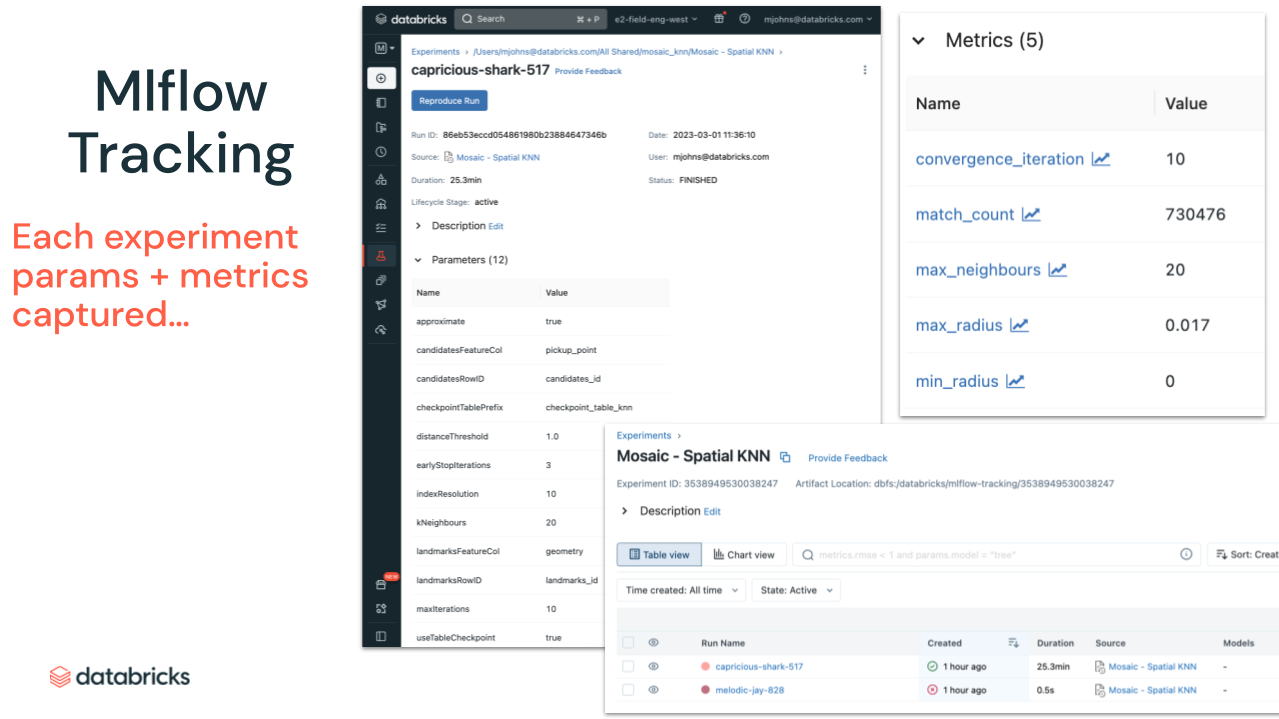 Mlflow
Tracking
Each experiment
params + metrics
captured...
databricks
databricks
Search
⌘ + P
e2-field-eng-west
mjohns@databricks.com
M
NEW
Experiments › /Users/mjohns@databricks.com/All Shared/mosaic_knn/Mosaic - Spatial KNN ›
capricious-shark-517 Provide Feedback
Reproduce Run
Run ID: 86eb53eccd054861980b23884647346b Date: 2023-03-01 11:36:10
Source: Mosaic - Spatial KNN User: mjohns@databricks.com
Duration: 25.3min Status: FINISHED
Lifecycle Stage: active
Description Edit
Parameters (12)
Name Value
approximate true
candidatesFeatureCol pickup_point
candidatesRowID candidates_id
checkpointTablePrefix checkpoint_table_knn
distanceThreshold 1.0
earlyStopIterations 3
indexResolution 10
kNeighbours 20
landmarksFeatureCol geometry
landmarksRowID landmarks_id
maxIterations 10
useTableCheckpoint true
Metrics (5)
Name Value
convergence_iteration 10
match_count 730476
max_neighbours 20
max_radius 0.017
min_radius 0
Experiments ›
Mosaic - Spatial KNN Provide Feedback
Experiment ID: 3538949530038247 Artifact Location: dbfs:/databricks/mlflow-tracking/3538949530038247
Description Edit
Table view Chart view metrics.rmse < 1 and params.model = "tree" Sort: Creat
Time created: All time State: Active
Run Name Created Duration Source Models
capricious-shark-517 1 hour ago 25.3min Mosaic - Spatial KNN -
melodic-jay-828 1 hour ago 0.5s Mosaic - Spatial KNN -